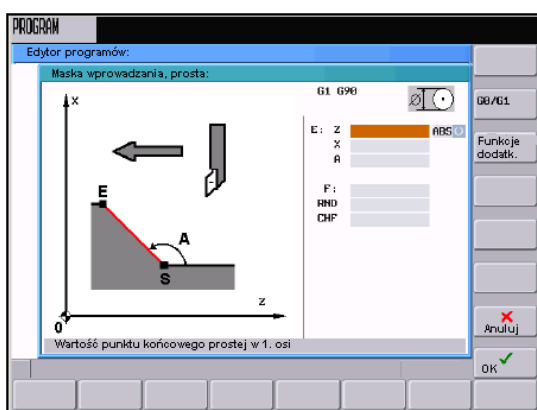 PROGRAM
Edytor programów:
Maska wprowadzania, prosta:
G1 G90
X
E: Z ABS
X
A
F:
RND
CHF
E
A
S
Z
0
Wartość punktu końcowego prostej w 1. osi
G0/G1
Funkcje
dodatk.
Anuluj
OK